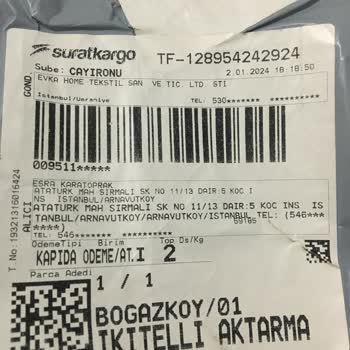 suratkargo TF-128954242924
Sube: CAYIRONU 2.01.2024 18:18:50
GOND.
EVKA HOME TEKSTIL SAN VE TIC. LTD. STI
Istanbul/Umraniye TEL: 530*******
009511*****
T. No: 19321316016424
ALICI
ESRA KARATOPRAK
ATATURK MAH SIRMALI SK NO 11/13 DAIR:5 KOC I
NS ISTANBUL/ARNAVUTKOY
ATATURK MAH SIRMALI SK NO 11/13 DAIR:5 KOC INS IS
TANBUL/ARNAVUTKOY/ARNAVUTKOY/ISTANBUL TEL: (546***
****)
TEL: 546*******
OdemeTipi Birim Top Ds/Kg
KAPIDA ODEME/AT.I 2
Parca Adedi
1 / 1
BOGAZKOY/01
IKITELLI AKTARMA